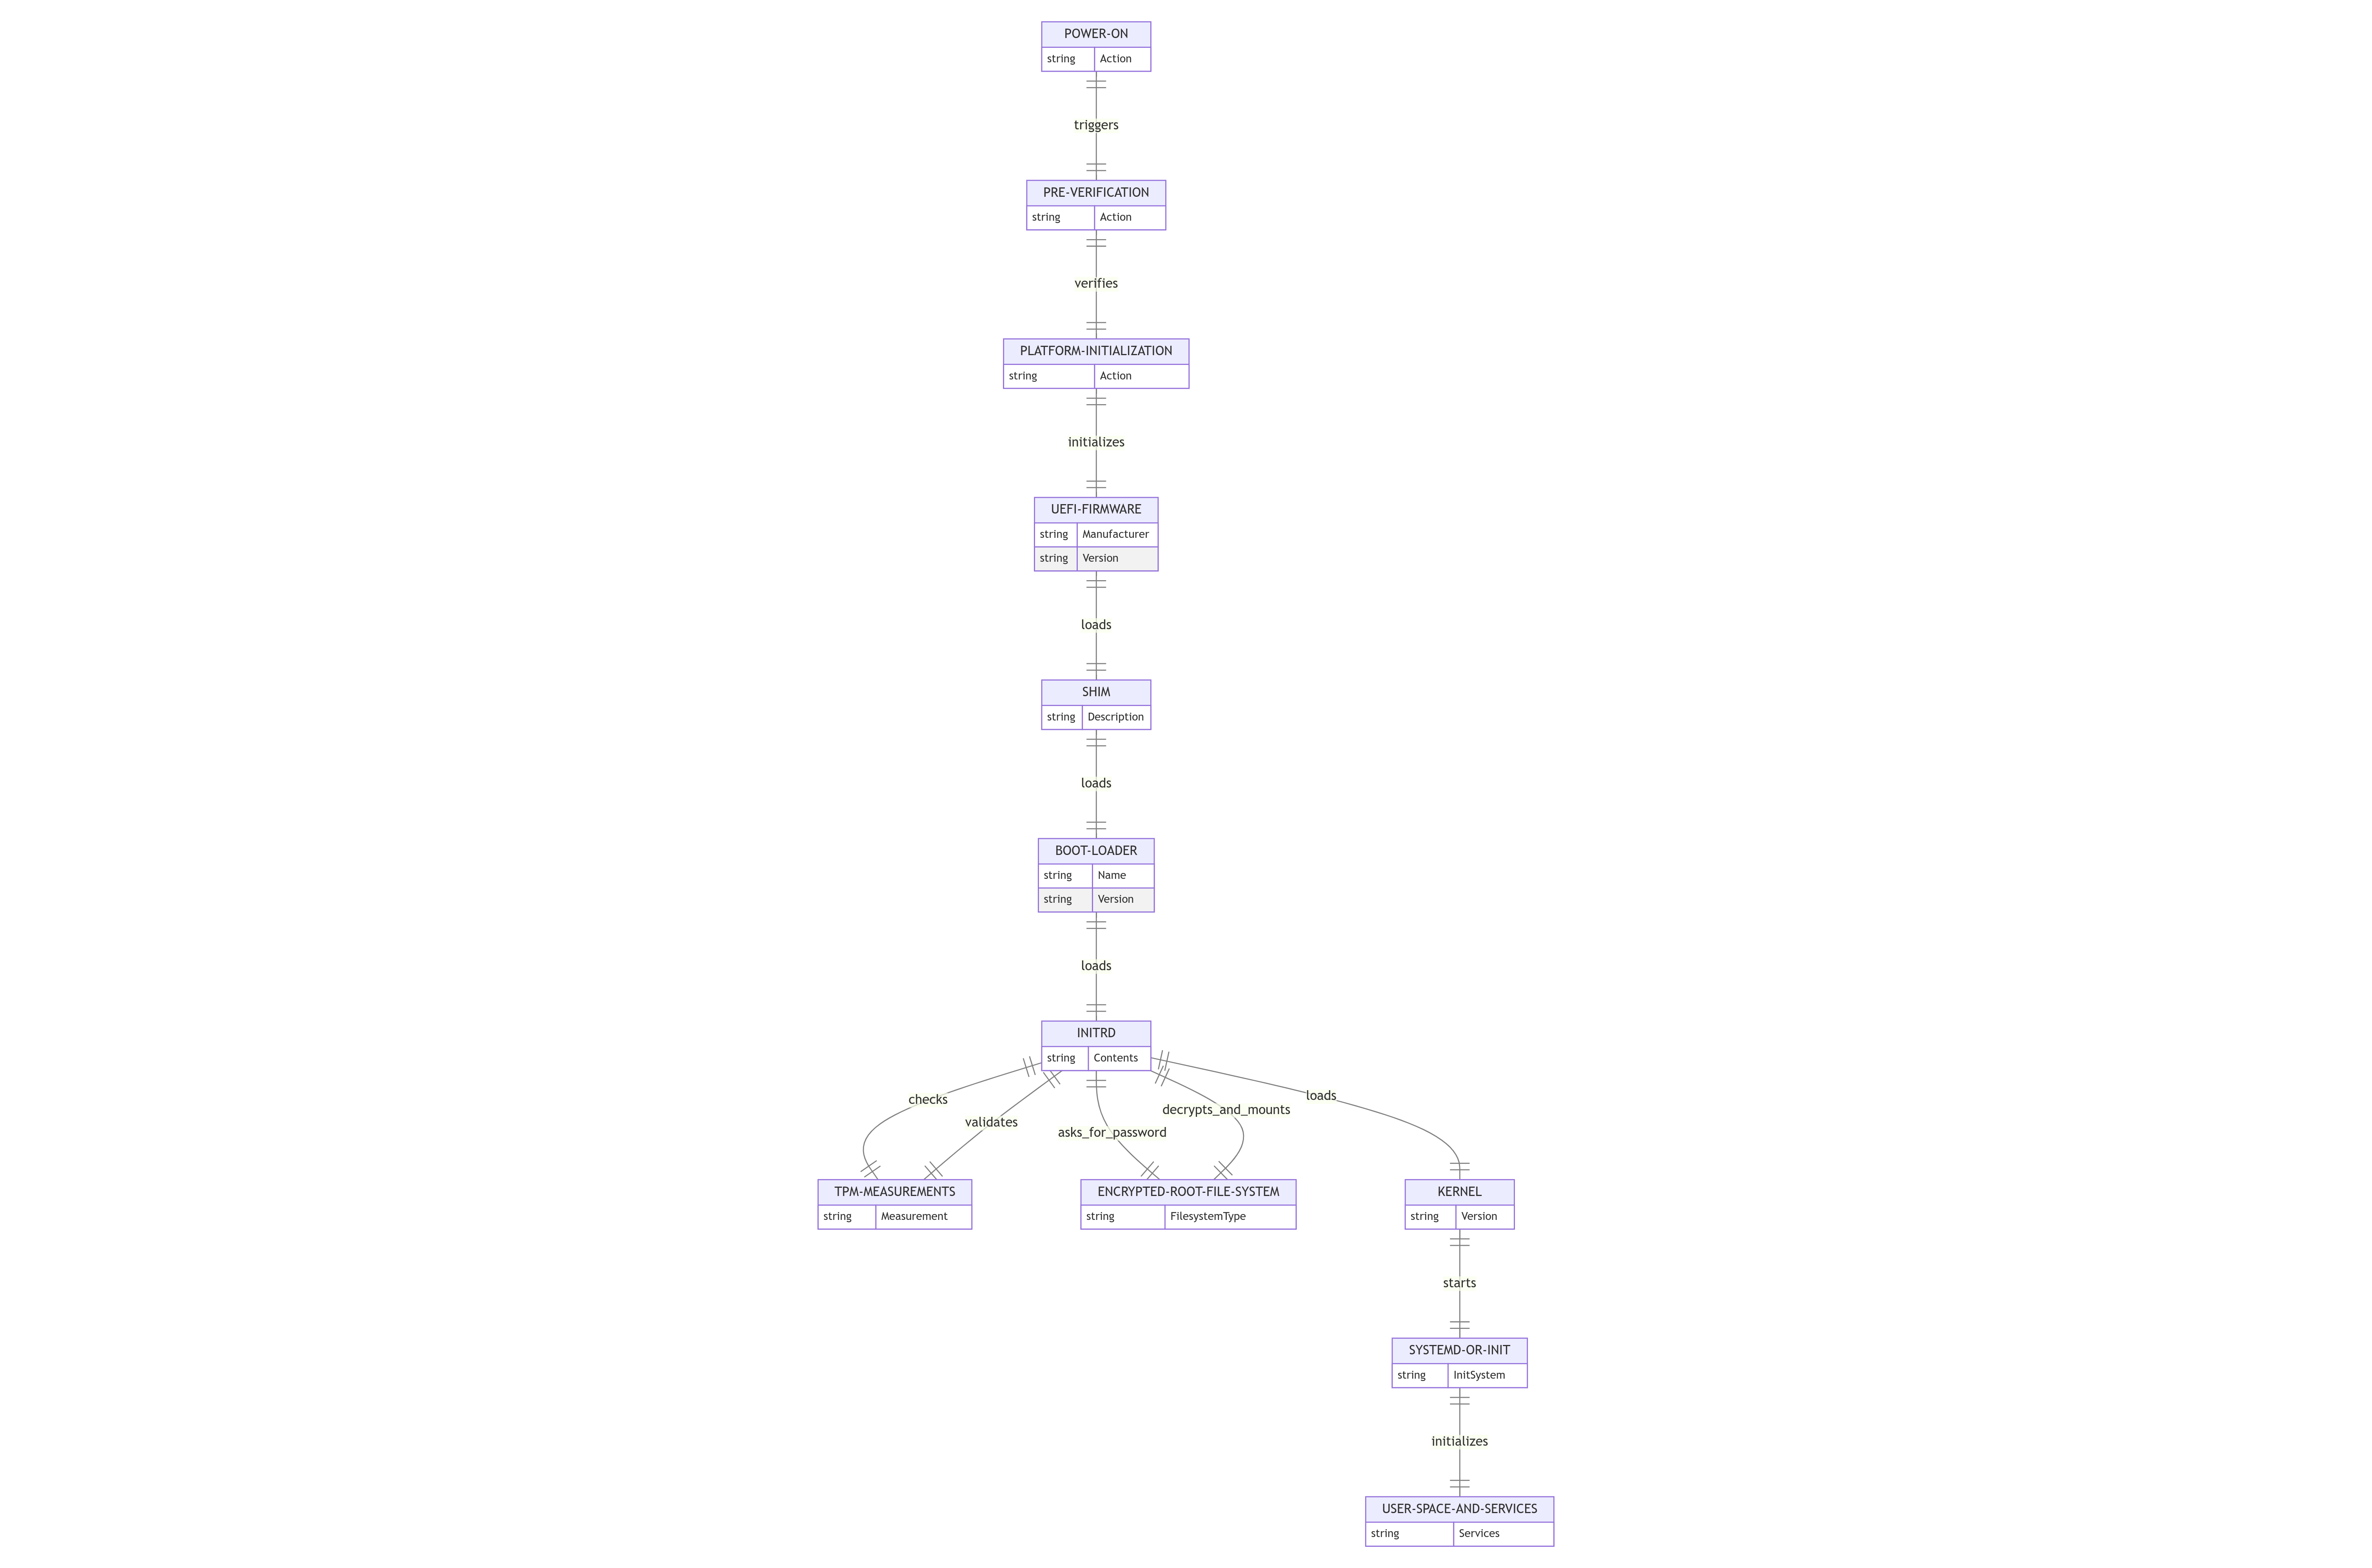 POWER-ON
string Action
triggers
PRE-VERIFICATION
string Action
verifies
PLATFORM-INITIALIZATION
string Action
initializes
UEFI-FIRMWARE
string Manufacturer
string Version
loads
SHIM
string Description
loads
BOOT-LOADER
string Name
string Version
loads
INITRD
string Contents
checks
validates
asks_for_password
decrypts_and_mounts
loads
TPM-MEASUREMENTS
string Measurement
ENCRYPTED-ROOT-FILE-SYSTEM
string FilesystemType
KERNEL
string Version
starts
SYSTEMD-OR-INIT
string InitSystem
initializes
USER-SPACE-AND-SERVICES
string Services